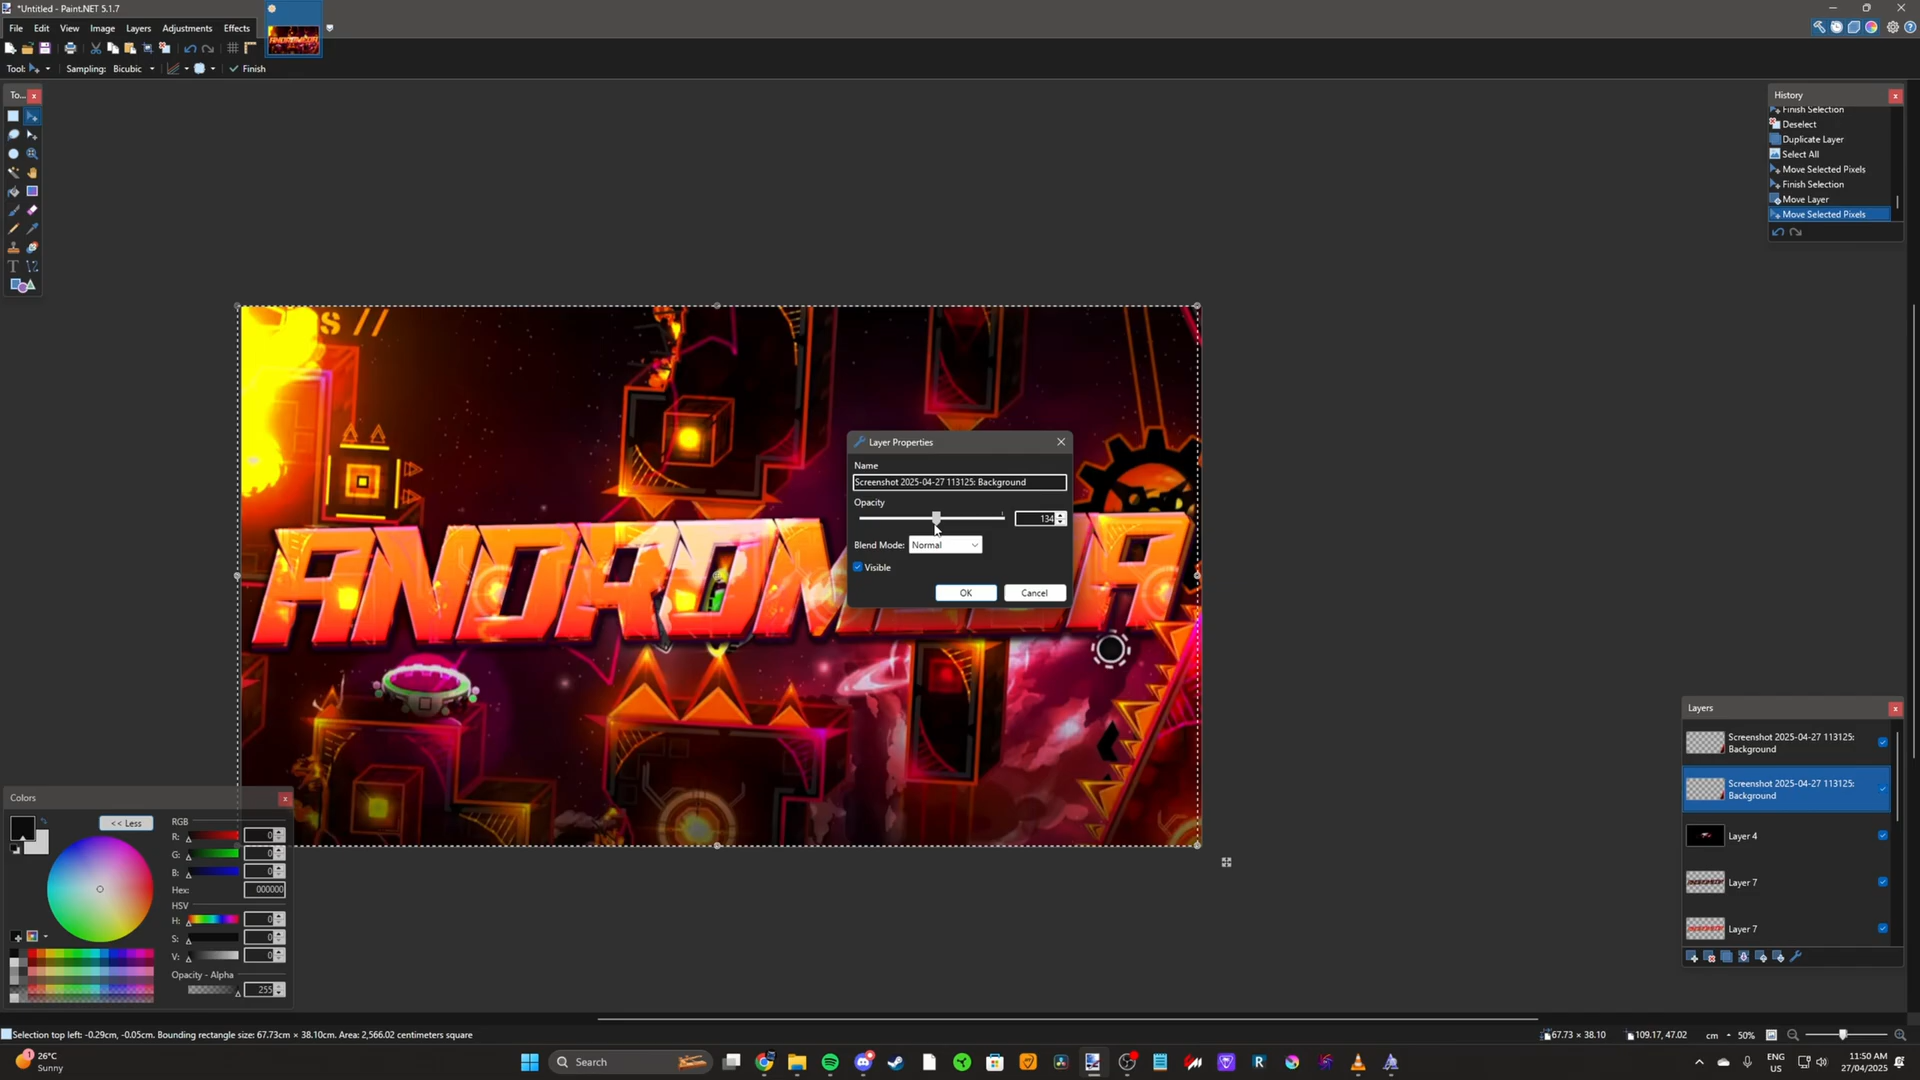 *Untitled - Paint.NET 5.1.7
File Edit View Image Layers Adjustments Effects
Tool: Sampling: Bicubic Finish
To...
History
Finish Selection
Deselect
Duplicate Layer
Select All
Move Selected Pixels
Finish Selection
Move Layer
Move Selected Pixels
S //
Layer Properties
Name
Screenshot 2025-04-27 113125: Background
Opacity
134
Blend Mode: Normal
Visible
OK Cancel
Layers
Screenshot 2025-04-27 113125:
Background
Screenshot 2025-04-27 113125:
Background
Layer 4
Layer 7
Layer 7
Colors
<< Less
RGB
R: 0
G: 0
B: 0
Hex: 000000
HSV
H: 0
S: 0
V: 0
Opacity - Alpha
255
Selection top left: -0.29cm, -0.05cm. Bounding rectangle size: 67.73cm × 38.10cm. Area: 2,566.02 centimeters square
67.73 × 38.10 109.17, 47.02 cm 50%
26°C
Sunny
Search
ENG
US
11:50 AM
27/04/2025